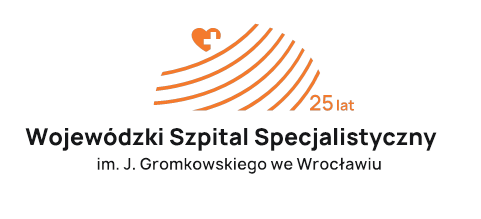 25 lat
Wojewódzki Szpital Specjalistyczny
im. J. Gromkowskiego we Wrocławiu